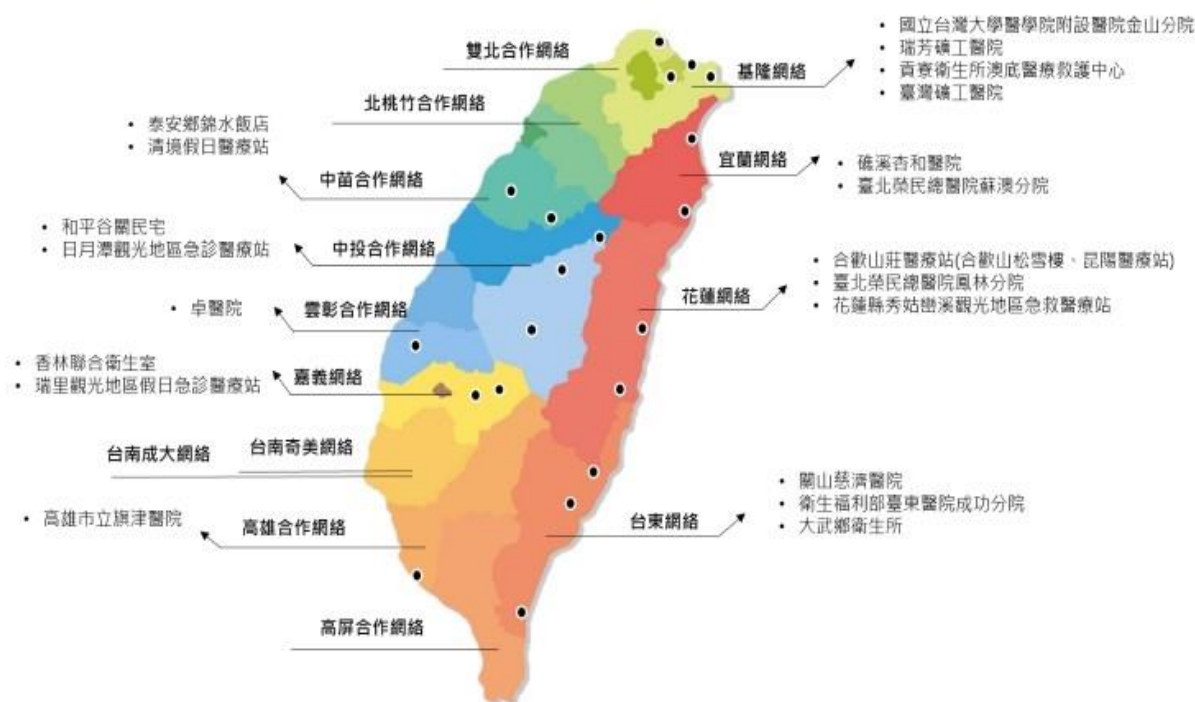 雙北合作網絡
基隆網絡
• 國立台灣大學醫學院附設醫院金山分院
• 瑞芳礦工醫院
• 貢寮衛生所澳底醫療救護中心
• 臺灣礦工醫院
北桃竹合作網絡
• 泰安鄉錦水飯店
• 清境假日醫療站
中苗合作網絡
宜蘭網絡
• 礁溪杏和醫院
• 臺北榮民總醫院蘇澳分院
• 和平谷關民宅
• 日月潭觀光地區急診醫療站
中投合作網絡
花蓮網絡
• 合歡山莊醫療站(合歡山松雪樓、昆陽醫療站)
• 臺北榮民總醫院鳳林分院
• 花蓮縣秀姑巒溪觀光地區急救醫療站
• 卓醫院
雲彰合作網絡
• 香林聯合衛生室
• 瑞里觀光地區假日急診醫療站
嘉義網絡
台南成大網絡
台南奇美網絡
• 高雄市立旗津醫院
高雄合作網絡
台東網絡
• 關山慈濟醫院
• 衛生福利部臺東醫院成功分院
• 大武鄉衛生所
高屏合作網絡